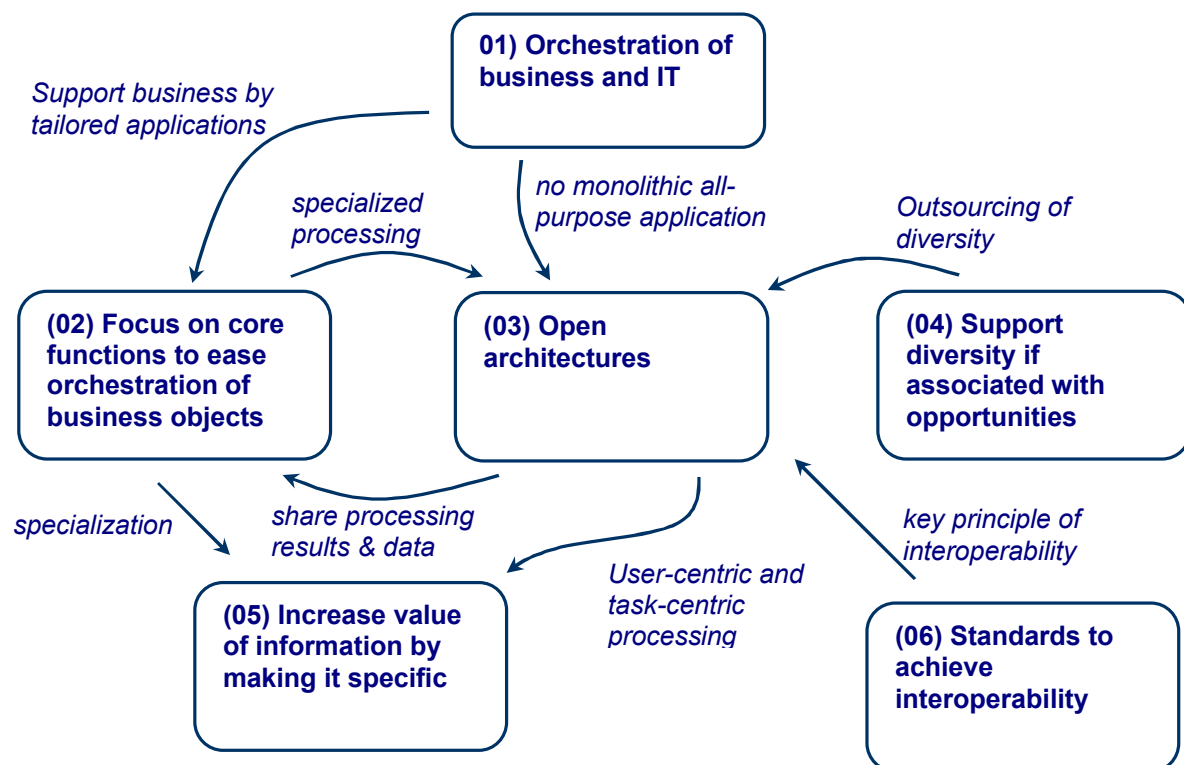 01) Orchestration of
business and IT
Support business by
tailored applications
no monolithic all-
purpose application
specialized
processing
Outsourcing of
diversity
(02) Focus on core
functions to ease
orchestration of
business objects
(03) Open
architectures
(04) Support
diversity if
associated with
opportunities
specialization
share processing
results & data
User-centric and
task-centric
processing
key principle of
interoperability
(05) Increase value
of information by
making it specific
(06) Standards to
achieve
interoperability